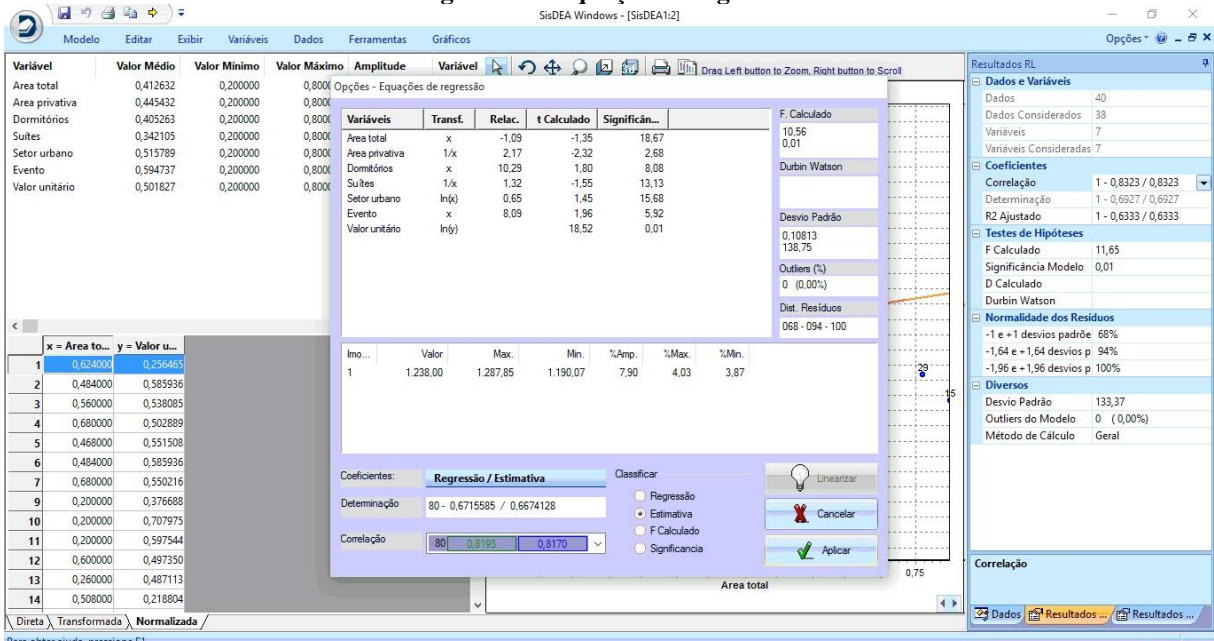 SisDEA Windows - [SisDEA1:2]
Modelo Editar Exibir Variáveis Dados Ferramentas Gráficos Opções
Variável Valor Médio Valor Mínimo Valor Máximo Amplitude Variável
Drag Left button to Zoom, Right button to Scroll
Area total 0,412632 0,200000 0,8000
Area privativa 0,445432 0,200000 0,8000
Dormitórios 0,405263 0,200000 0,8000
Suítes 0,342105 0,200000 0,8000
Setor urbano 0,515789 0,200000 0,8000
Evento 0,594737 0,200000 0,8000
Valor unitário 0,501827 0,200000 0,8000
x = Area to... y = Valor u...
1 0,624000 0,256465
2 0,484000 0,585936
3 0,560000 0,538085
4 0,680000 0,502889
5 0,468000 0,551508
6 0,484000 0,585936
7 0,680000 0,550216
9 0,200000 0,376688
10 0,200000 0,707975
11 0,200000 0,597544
12 0,600000 0,497350
13 0,260000 0,487113
14 0,508000 0,218804
Direta Transformada Normalizada
Opções - Equações de regressão
Variáveis Transf. Relac. t Calculado Significân...
Area total x -1,09 -1,35 18,67
Area privativa 1/x 2,17 -2,32 2,68
Dormitórios x 10,29 1,80 8,08
Suítes 1/x 1,32 -1,55 13,13
Setor urbano ln(x) 0,65 1,45 15,68
Evento x 8,09 1,96 5,92
Valor unitário ln(y) 18,52 0,01
F. Calculado
10,56
0,01
Durbin Watson
Desvio Padrão
0,10813
138,75
Outliers (%)
0 (0,00%)
Dist. Resíduos
068 - 094 - 100
Imo... Valor Max. Min. %Amp. %Max. %Min.
1 1.238,00 1.287,85 1.190,07 7,90 4,03 3,87
Coeficientes: Regressão / Estimativa
Determinação 80 - 0,6715585 / 0,6674128
Correlação 80 0,8195 0,8170
Classificar
Regressão
Estimativa
F Calculado
Significancia
Linearizar
Cancelar
Aplicar
29
15
0,75
Area total
Resultados RL
Dados e Variáveis
Dados 40
Dados Considerados 38
Variáveis 7
Variáveis Consideradas 7
Coeficientes
Correlação 1 - 0,8323 / 0,8323
Determinação 1 - 0,6927 / 0,6927
R2 Ajustado 1 - 0,6333 / 0,6333
Testes de Hipóteses
F Calculado 11,65
Significância Modelo 0,01
D Calculado
Durbin Watson
Normalidade dos Resíduos
-1 e +1 desvios padrõe 68%
-1,64 e +1,64 desvios p 94%
-1,96 e +1,96 desvios p 100%
Diversos
Desvio Padrão 133,37
Outliers do Modelo 0 ( 0,00%)
Método de Cálculo Geral
Correlação
Dados Resultados ... Resultados ...